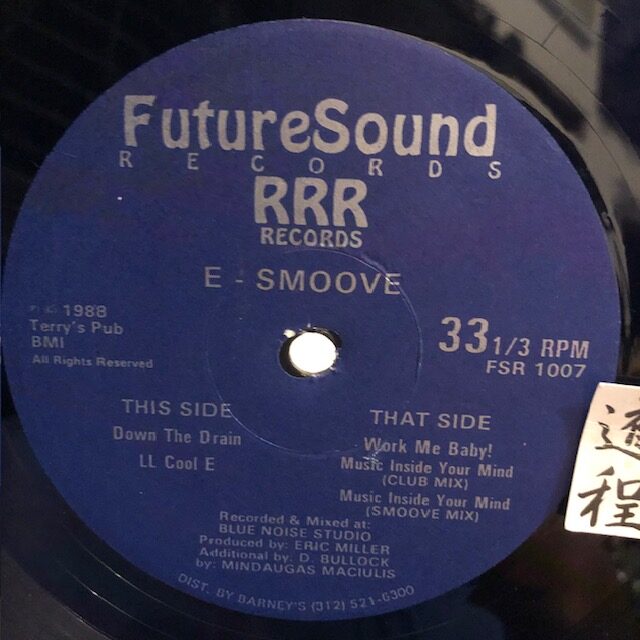 FutureSound
RECORDS
RRR
RECORDS
E - SMOOVE
℗ © 1988
Terry's Pub
BMI
All Rights Reserved
33 1/3 RPM
FSR 1007
THIS SIDE
Down The Drain
LL Cool E
THAT SIDE
Work Me Baby!
Music Inside Your Mind
(CLUB MIX)
Music Inside Your Mind
(SMOOVE MIX)
Recorded & Mixed at:
BLUE NOISE STUDIO
Produced by: ERIC MILLER
Additional by: D. BULLOCK
by: MINDAUGAS MACIULIS
DIST. BY BARNEY'S (312) 521-6300
程